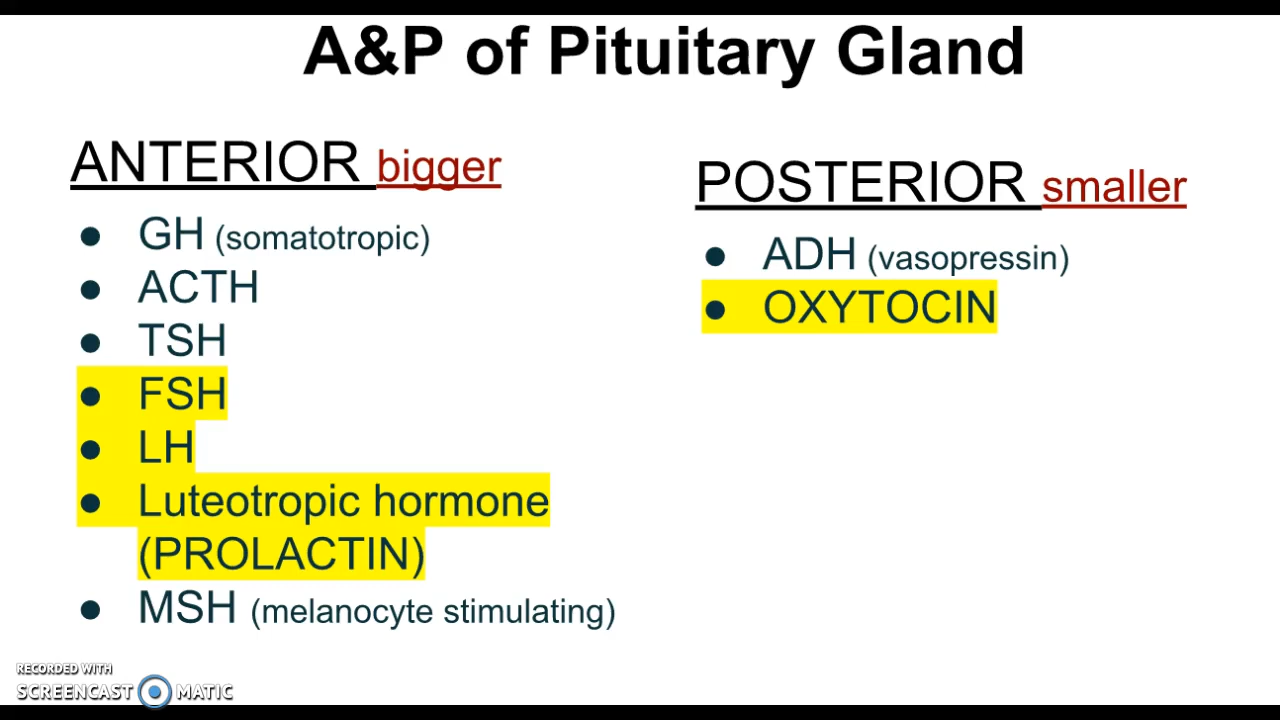 A&P of Pituitary Gland
ANTERIOR bigger
● GH (somatotropic)
● ACTH
● TSH
● FSH
● LH
● Luteotropic hormone
(PROLACTIN)
● MSH (melanocyte stimulating)
POSTERIOR smaller
● ADH (vasopressin)
● OXYTOCIN
RECORDED WITH
SCREENCAST MATIC